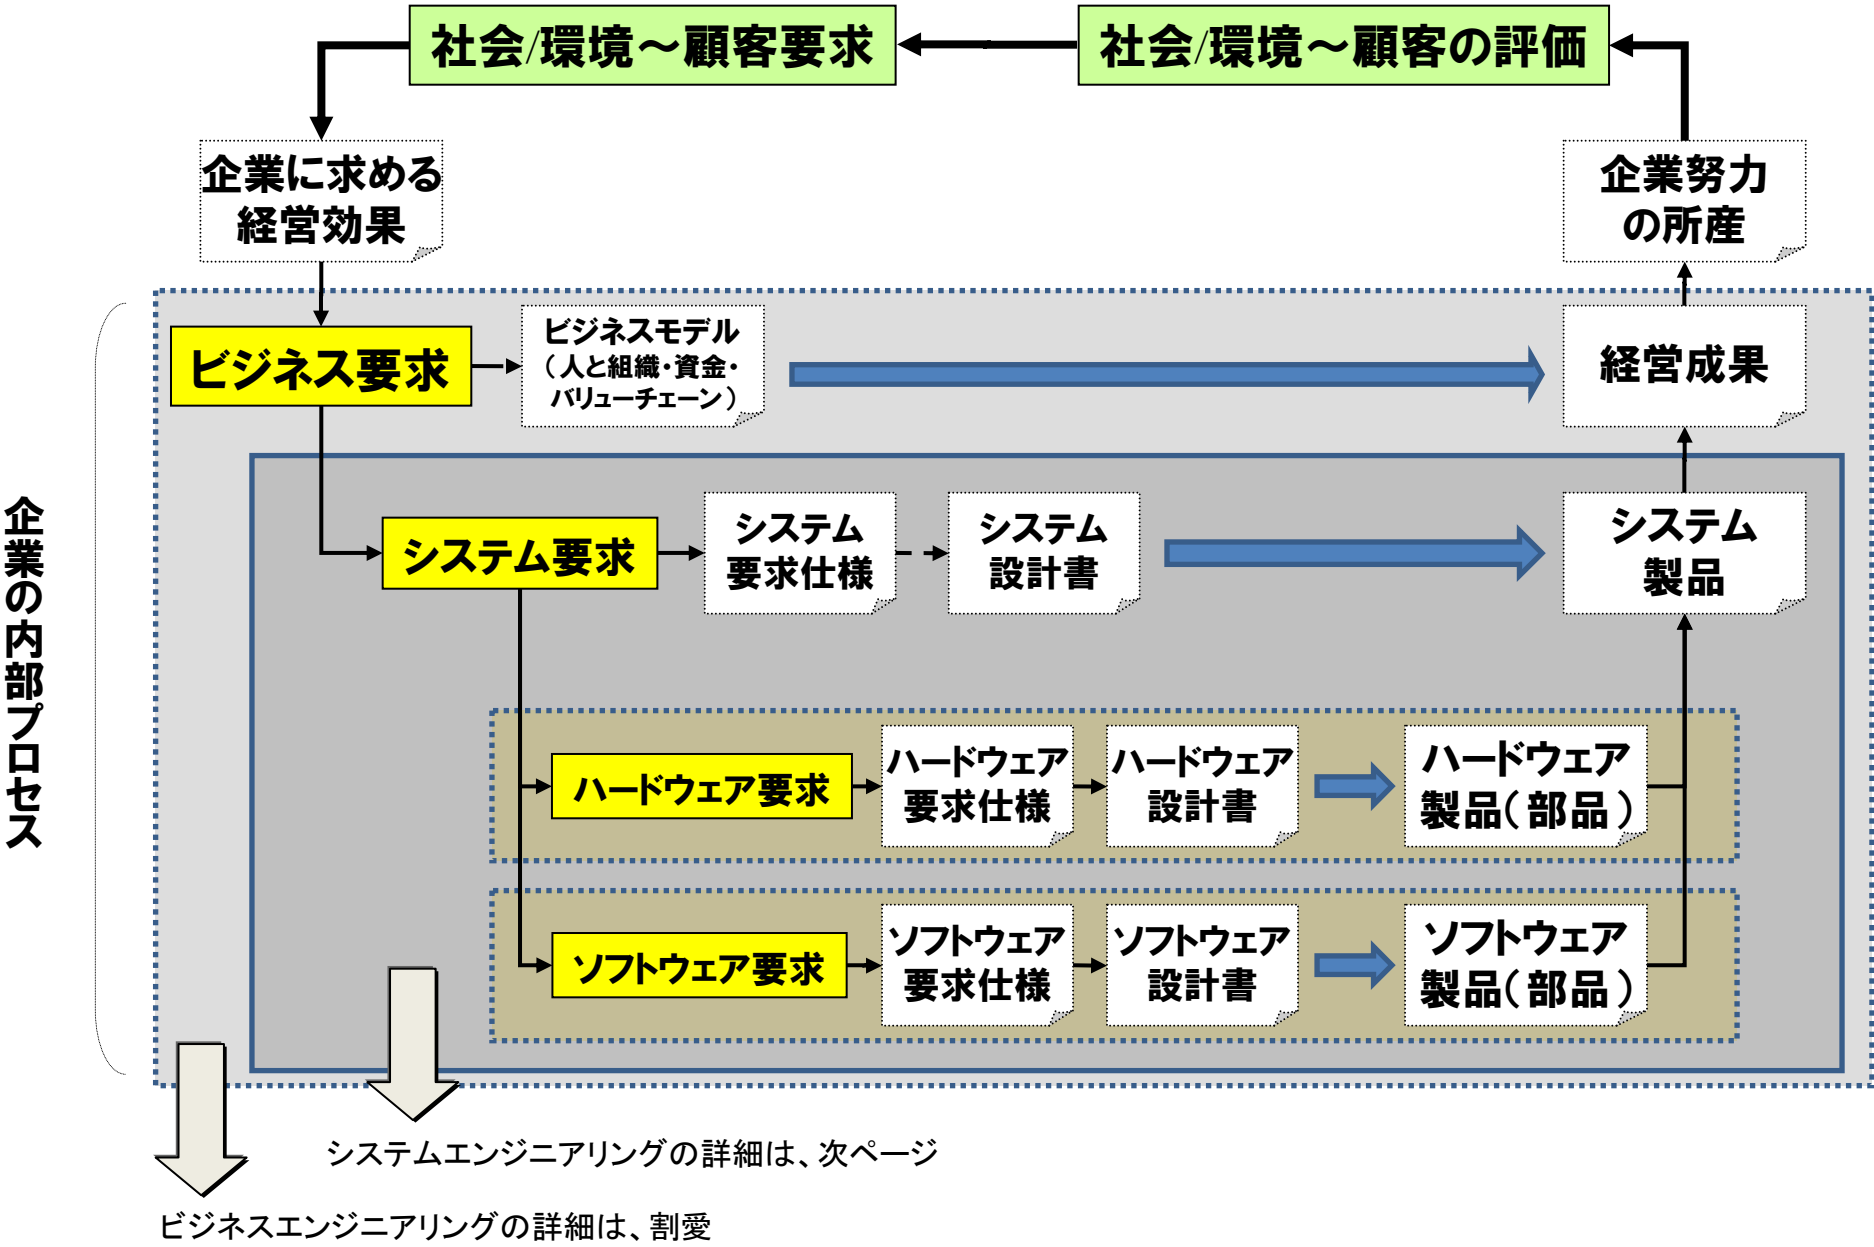 社会/環境～顧客要求
社会/環境～顧客の評価
企業に求める
経営効果
企業努力
の所産
ビジネス要求
ビジネスモデル
（人と組織・資金・
バリューチェーン）
経営成果
企業の内部プロセス
システム要求
システム
要求仕様
システム
設計書
システム
製品
ハードウェア要求
ハードウェア
要求仕様
ハードウェア
設計書
ハードウェア
製品（部品）
ソフトウェア要求
ソフトウェア
要求仕様
ソフトウェア
設計書
ソフトウェア
製品（部品）
システムエンジニアリングの詳細は、次ページ
ビジネスエンジニアリングの詳細は、割愛